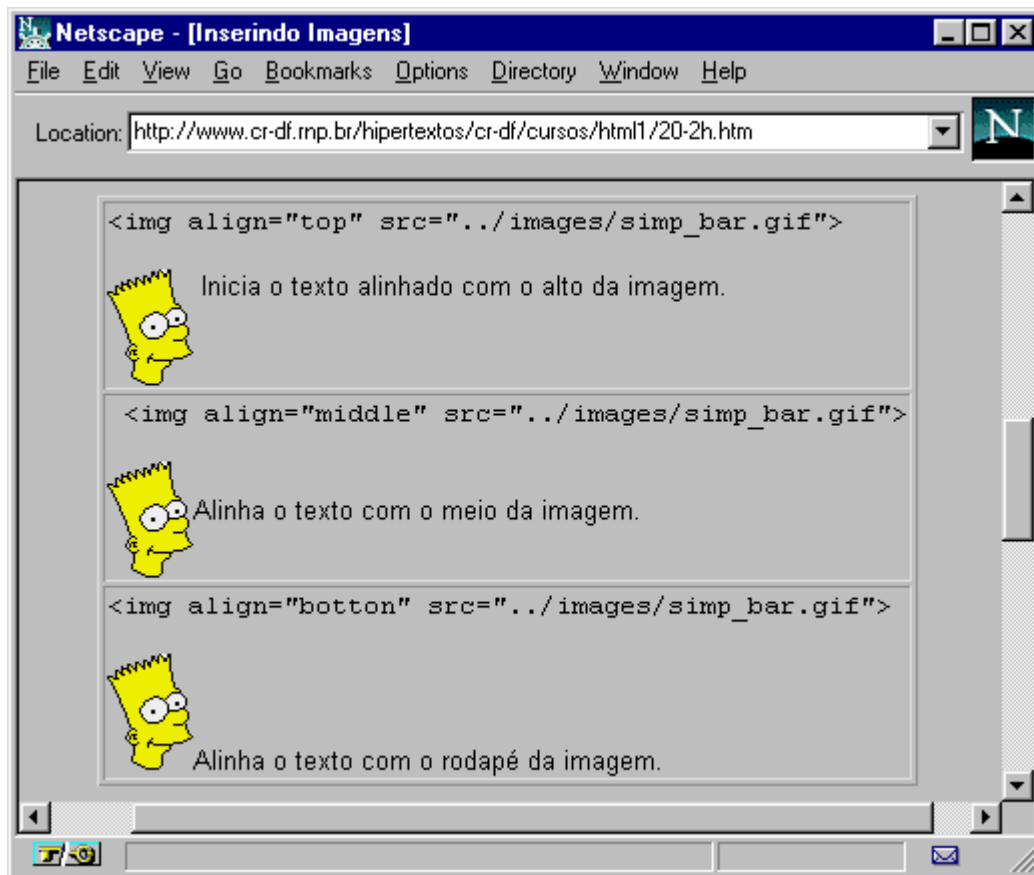 Netscape - [Inserindo Imagens]
File Edit View Go Bookmarks Options Directory Window Help
Location: http://www.cr-df.rnp.br/hipertextos/cr-df/cursos/html1/20-2h.htm
N
<img align="top" src="../images/simp_bar.gif">
Inicia o texto alinhado com o alto da imagem.
<img align="middle" src="../images/simp_bar.gif">
Alinha o texto com o meio da imagem.
<img align="botton" src="../images/simp_bar.gif">
Alinha o texto com o rodapé da imagem.